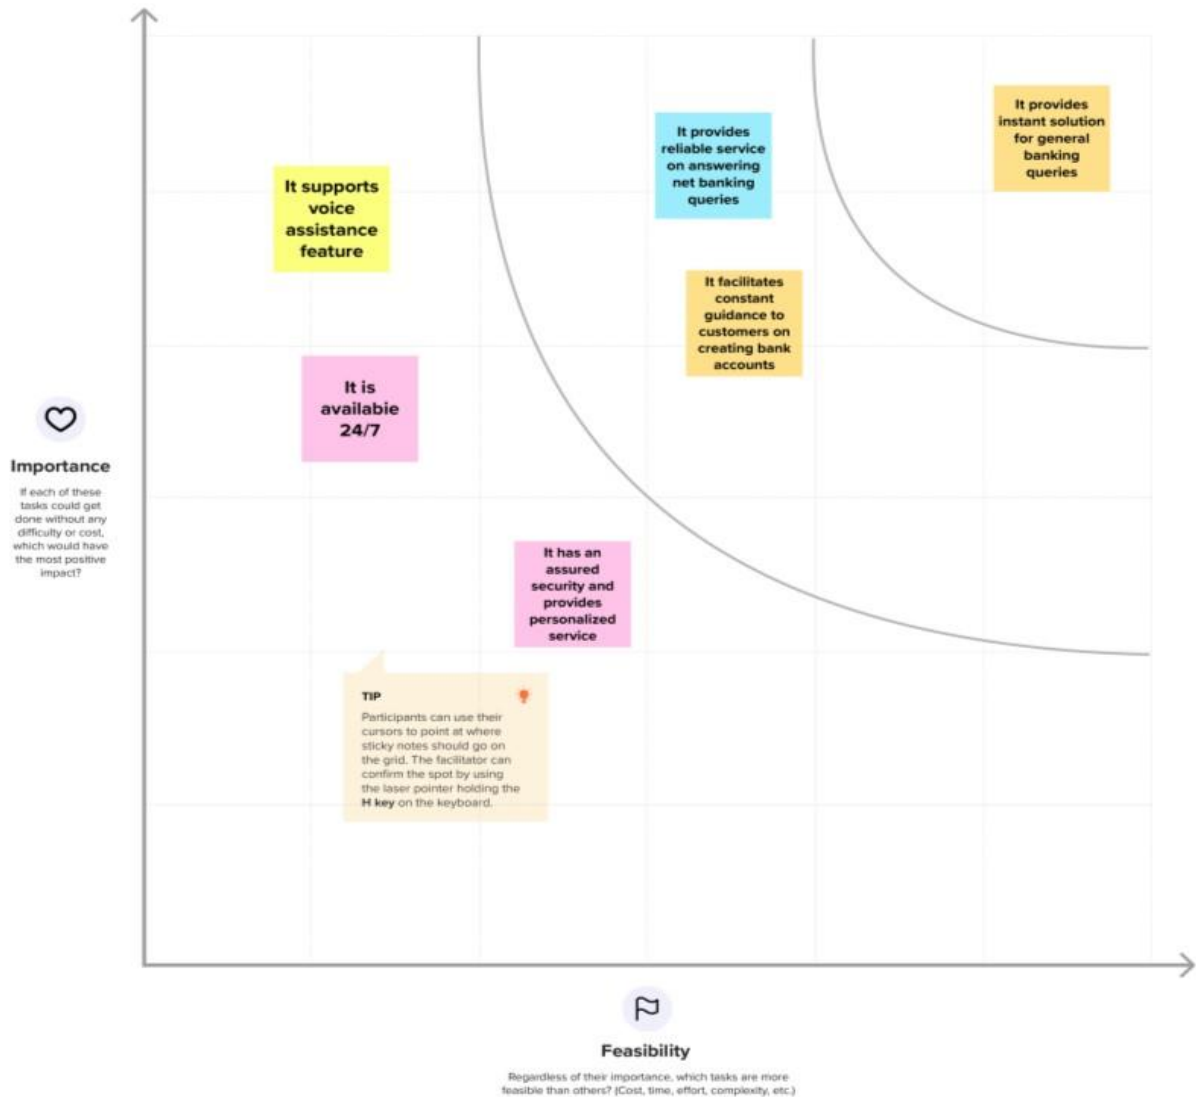 It provides
instant solution
for general
banking
queries
It provides
reliable service
on answering
net banking
queries
It supports
voice
assistance
feature
It facilitates
constant
guidance to
customers on
creating bank
accounts
It is
available
24/7
Importance
If each of these
tasks could get
done without any
difficulty or cost,
which would have
the most positive
impact?
It has an
assured
security and
provides
personalized
service
TIP
Participants can use their
cursors to point at where
sticky notes should go on
the grid. The facilitator can
confirm the spot by using
the laser pointer holding the
H key on the keyboard.
Feasibility
Regardless of their importance, which tasks are more
feasible than others? (Cost, time, effort, complexity, etc.)